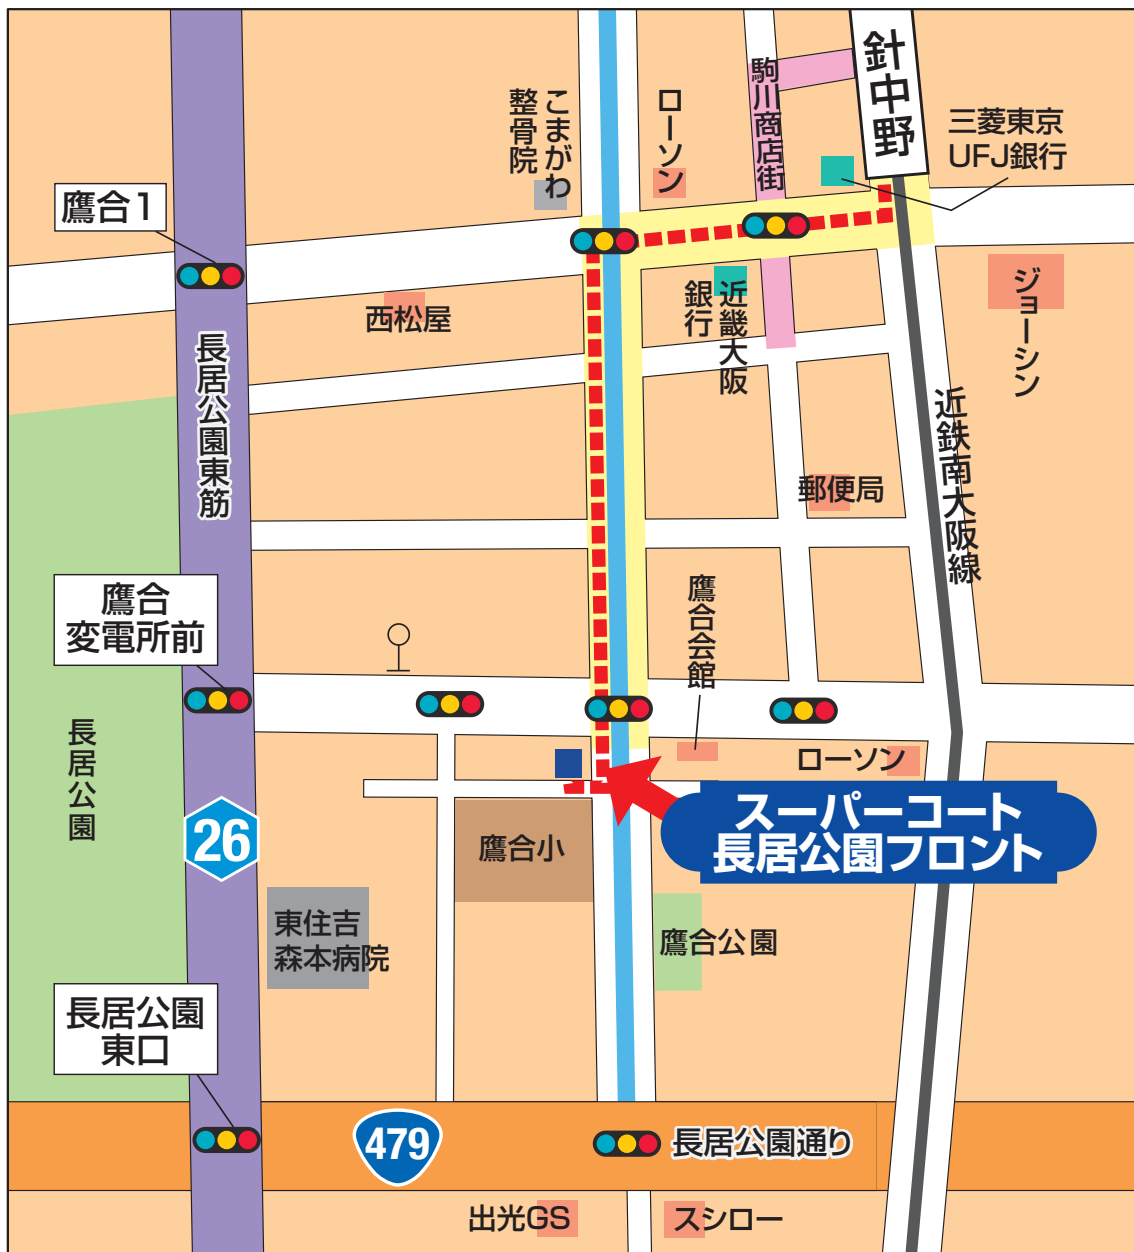 針中野
三菱東京
UFJ銀行
駒川商店街
ローソン
こまがわ
整骨院
鷹合1
西松屋
近畿大阪
銀行
ジョーシン
長居公園東筋
近鉄南大阪線
郵便局
鷹合
変電所前
鷹合会館
長居公園
ローソン
スーパーコート
長居公園フロント
26
鷹合小
東住吉
森本病院
鷹合公園
長居公園
東口
479
長居公園通り
出光GS
スシロー